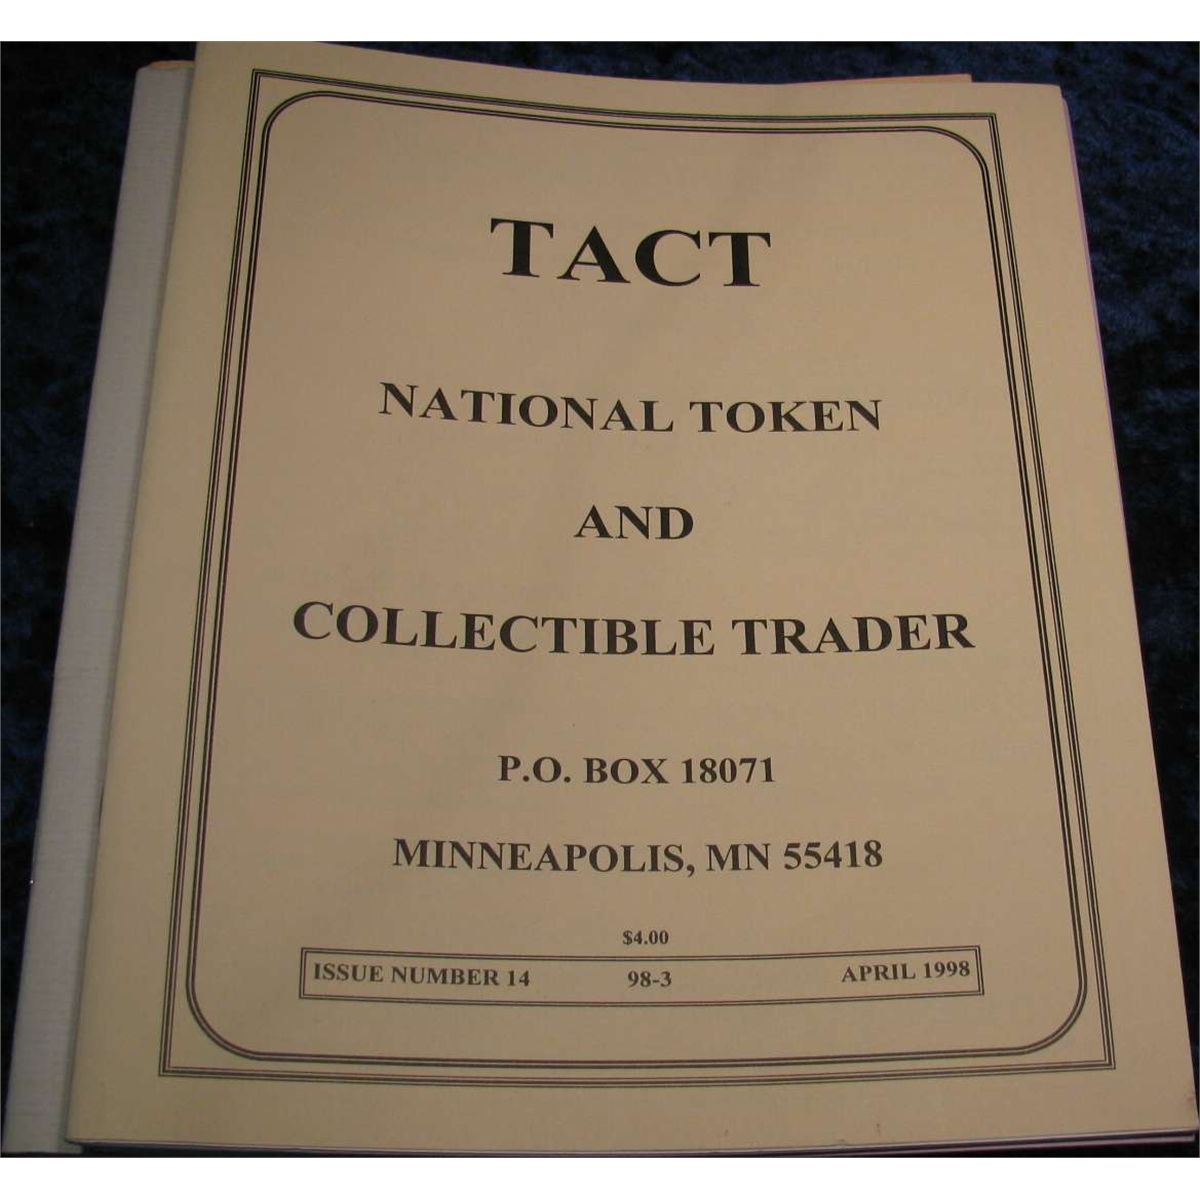 TACT
NATIONAL TOKEN
AND
COLLECTIBLE TRADER
P.O. BOX 18071
MINNEAPOLIS, MN 55418
$4.00
ISSUE NUMBER 14 98-3 APRIL 1998